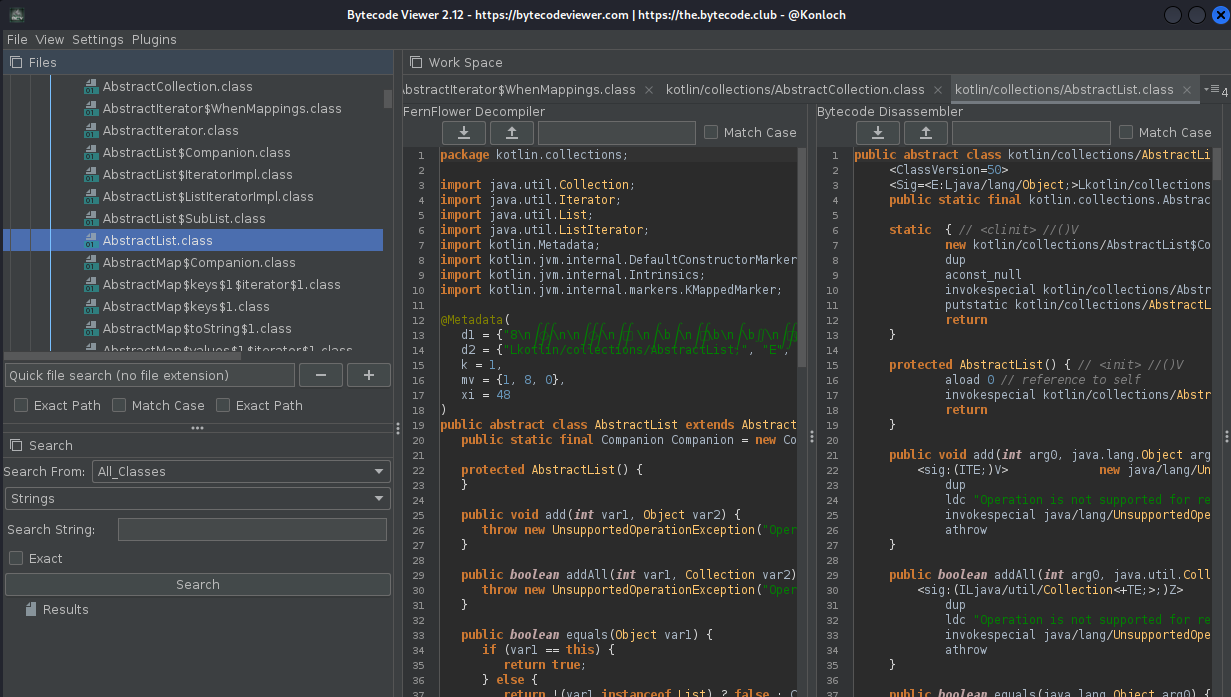 Bytecode Viewer 2.12 - https://bytecodeviewer.com | https://the.bytecode.club - @Konloch
File View Settings Plugins
Files
AbstractCollection.class
AbstractIterator$WhenMappings.class
AbstractIterator.class
AbstractList$Companion.class
AbstractList$IteratorImpl.class
AbstractList$ListIteratorImpl.class
AbstractList$SubList.class
AbstractList.class
AbstractMap$Companion.class
AbstractMap$keys$1$iterator$1.class
AbstractMap$keys$1.class
AbstractMap$toString$1.class
AbstractMap$values$1$iterator$1.class
Quick file search (no file extension)
− +
Exact Path Match Case Exact Path
Search
Search From: All_Classes
Strings
Search String:
Exact
Search
Results
Work Space
bstractIterator$WhenMappings.class × kotlin/collections/AbstractCollection.class × kotlin/collections/AbstractList.class × 4
FernFlower Decompiler
Match Case
1 package kotlin.collections;
2
3 import java.util.Collection;
4 import java.util.Iterator;
5 import java.util.List;
6 import java.util.ListIterator;
7 import kotlin.Metadata;
8 import kotlin.jvm.internal.DefaultConstructorMarker
9 import kotlin.jvm.internal.Intrinsics;
10 import kotlin.jvm.internal.markers.KMappedMarker;
11
12 @Metadata(
13 d1 = {"8\n
14 d2 = {"Lkotlin/collections/AbstractList;", "E",
15 k = 1,
16 mv = {1, 8, 0},
17 xi = 48
18 )
19 public abstract class AbstractList extends Abstract
20 public static final Companion Companion = new Co
21
22 protected AbstractList() {
23 }
24
25 public void add(int var1, Object var2) {
26 throw new UnsupportedOperationException("Oper
27 }
28
29 public boolean addAll(int var1, Collection var2)
30 throw new UnsupportedOperationException("Oper
31 }
32
33 public boolean equals(Object var1) {
34 if (var1 == this) {
35 return true;
36 } else {
37 return !(var1 instanceof List) ? false : C
Bytecode Disassembler
Match Case
1 public abstract class kotlin/collections/AbstractLi
2 <ClassVersion=50>
3 <Sig=<E:Ljava/lang/Object;>Lkotlin/collections
4 public static final kotlin.collections.Abstrac
5
6 static { // <clinit> //()V
7 new kotlin/collections/AbstractList$Co
8 dup
9 aconst_null
10 invokespecial kotlin/collections/Abstr
11 putstatic kotlin/collections/AbstractL
12 return
13 }
14
15 protected AbstractList() { // <init> //()V
16 aload 0 // reference to self
17 invokespecial kotlin/collections/Abstr
18 return
19 }
20
21 public void add(int arg0, java.lang.Object arg
22 <sig:(ITE;)V> new java/lang/Un
23 dup
24 ldc "Operation is not supported for re
25 invokespecial java/lang/UnsupportedOpe
26 athrow
27 }
28
29 public boolean addAll(int arg0, java.util.Coll
30 <sig:(ILjava/util/Collection<+TE;>;)Z>
31 dup
32 ldc "Operation is not supported for re
33 invokespecial java/lang/UnsupportedOpe
34 athrow
35 }
36
37 public boolean equals(java.lang.Object arg0) {